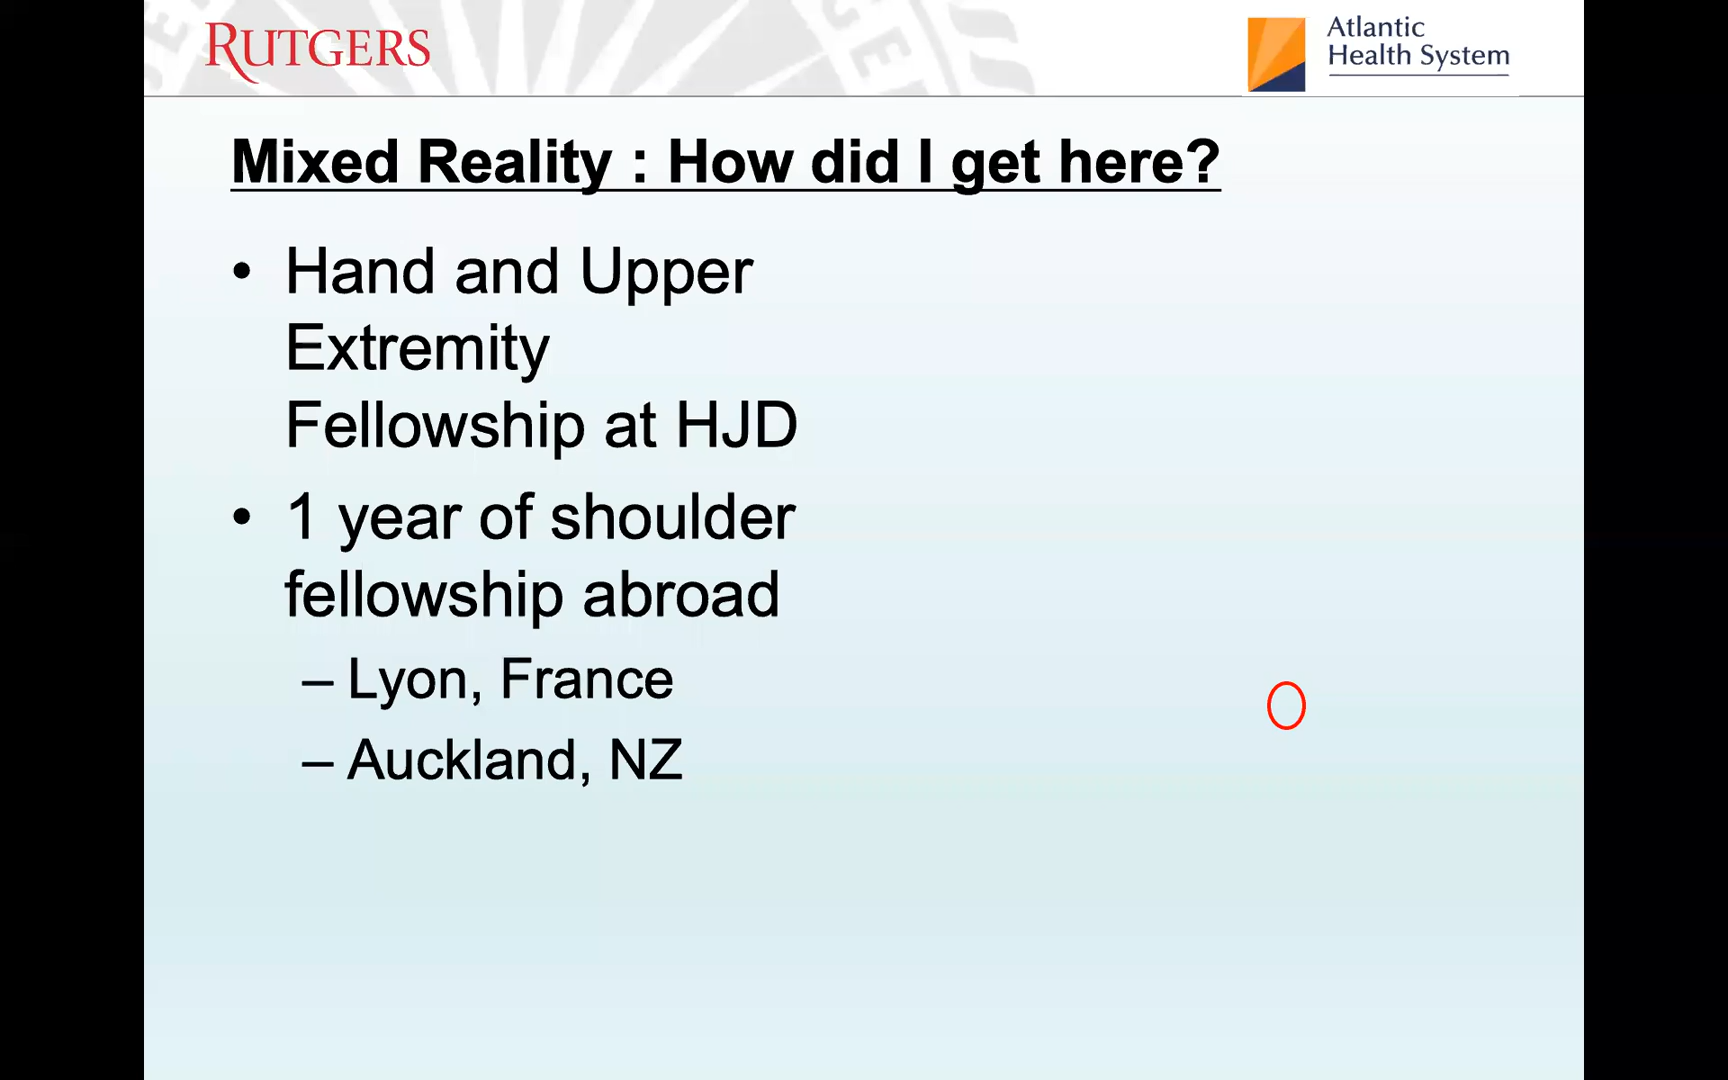 RUTGERS
Atlantic
Health System
Mixed Reality : How did I get here?
• Hand and Upper
Extremity
Fellowship at HJD
• 1 year of shoulder
fellowship abroad
– Lyon, France
– Auckland, NZ